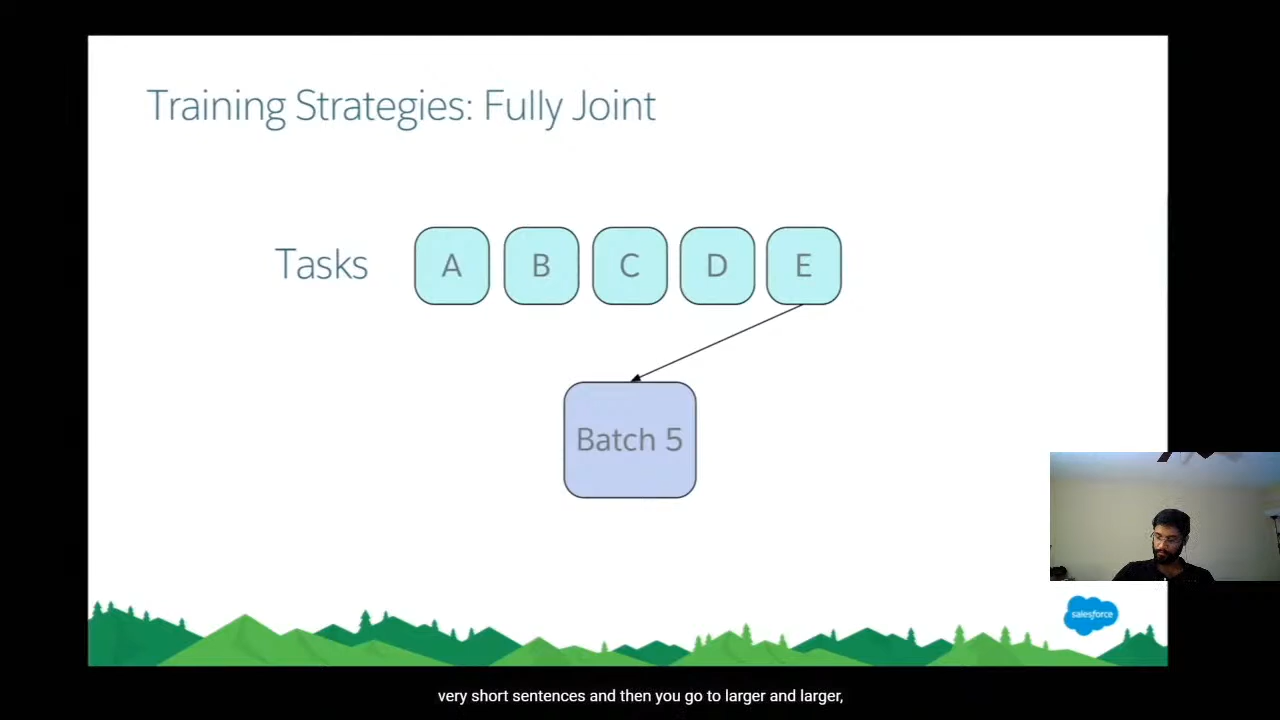 Training Strategies: Fully Joint
Tasks A B C D E
Batch 5
salesforce
very short sentences and then you go to larger and larger,